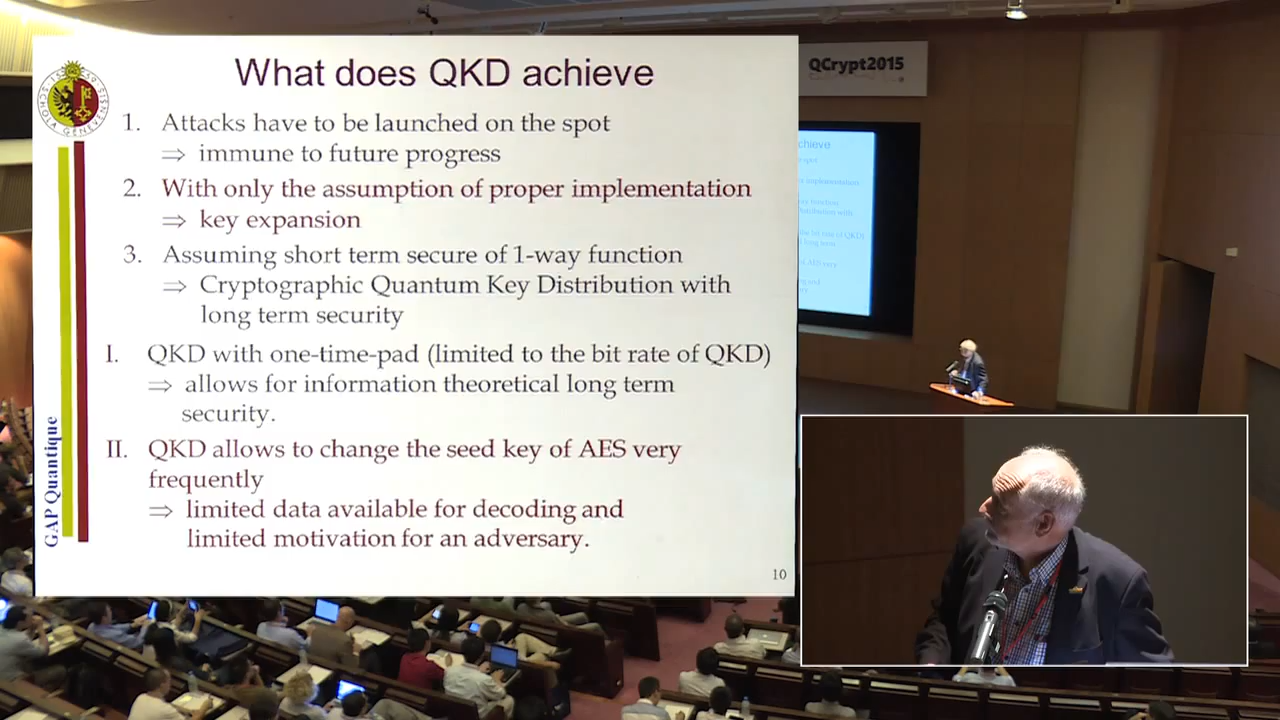 What does QKD achieve
1. Attacks have to be launched on the spot
⇒ immune to future progress
2. With only the assumption of proper implementation
⇒ key expansion
3. Assuming short term secure of 1-way function
⇒ Cryptographic Quantum Key Distribution with
long term security
I. QKD with one-time-pad (limited to the bit rate of QKD)
⇒ allows for information theoretical long term
security.
II. QKD allows to change the seed key of AES very
frequently
⇒ limited data available for decoding and
limited motivation for an adversary.
10
GAP Quantique
SCHOLA GENEVENSIS
1559
QCrypt2015
chieve